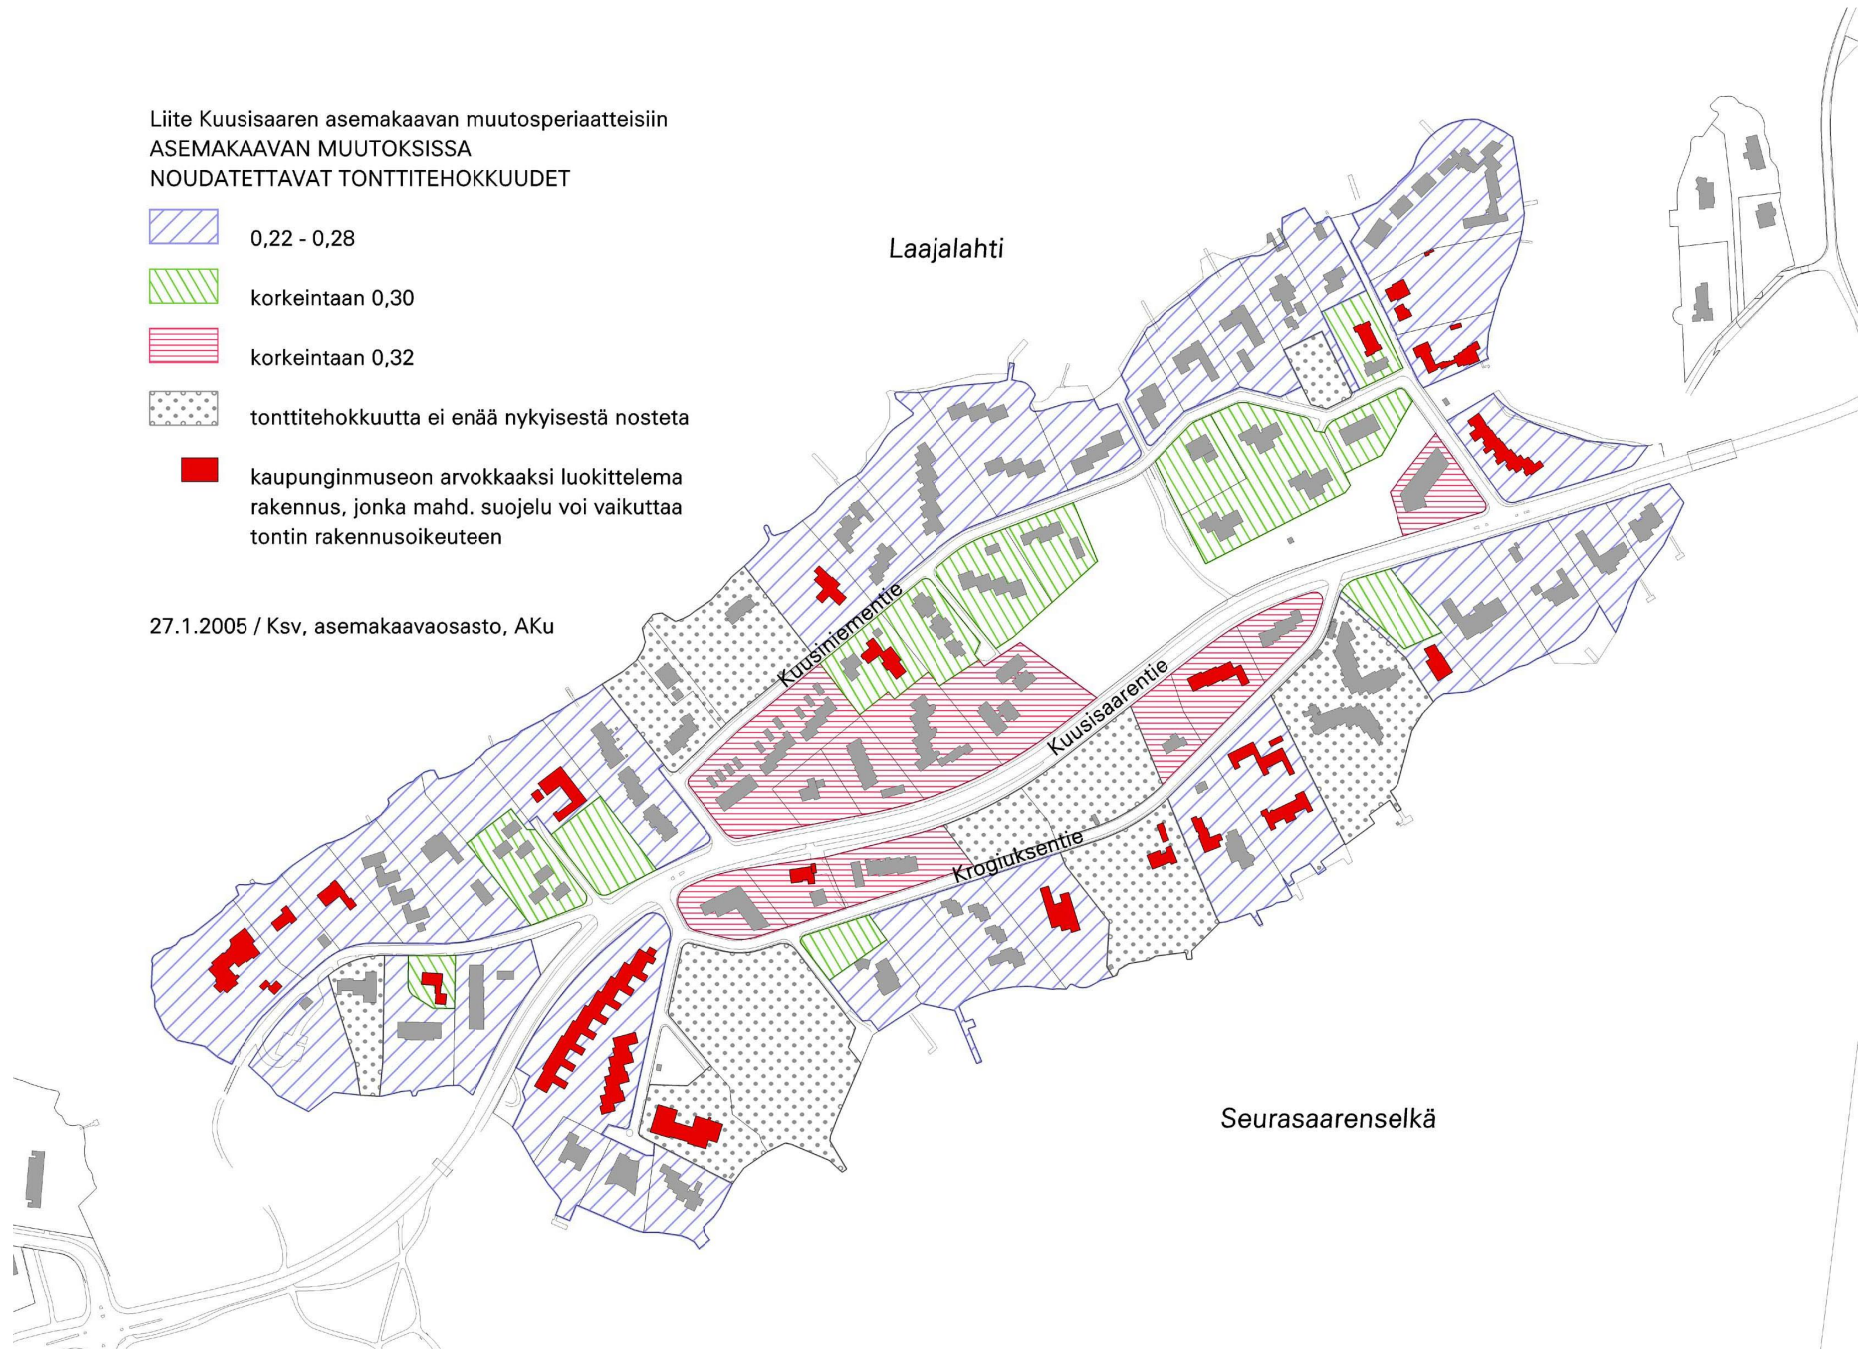 Liite Kuusisaaren asemakaavan muutosperiaatteisiin
ASEMAKAAVAN MUUTOKSISSA
NOUDATETTAVAT TONTTITEHOKKUUDET
0,22 - 0,28
korkeintaan 0,30
korkeintaan 0,32
tonttitehokkuutta ei enää nykyisestä nosteta
kaupunginmuseon arvokkaaksi luokittelema
rakennus, jonka mahd. suojelu voi vaikuttaa
tontin rakennusoikeuteen
27.1.2005 / Ksv, asemakaavaosasto, AKu
Laajalahti
Kuusiniementie
Kuusisaarentie
Krogiuksentie
Seurasaarenselkä